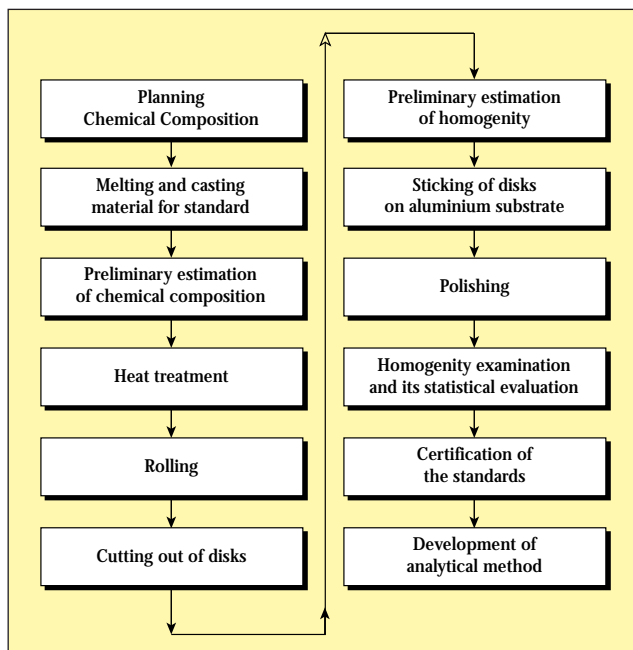 Planning
Chemical Composition
Melting and casting
material for standard
Preliminary estimation
of chemical composition
Heat treatment
Rolling
Cutting out of disks
Preliminary estimation
of homogenity
Sticking of disks
on aluminium substrate
Polishing
Homogenity examination
and its statistical evaluation
Certification of
the standards
Development of
analytical method